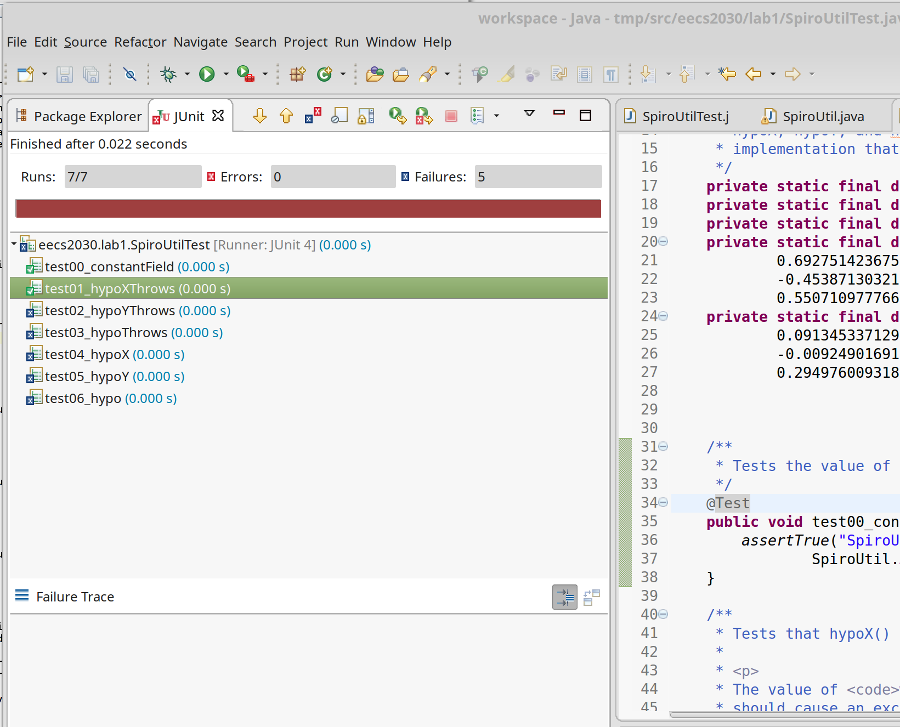 workspace - Java - tmp/src/eecs2030/lab1/SpiroUtilTest.jav
File Edit Source Refactor Navigate Search Project Run Window Help
Package Explorer JUnit
SpiroUtilTest.j SpiroUtil.java
Finished after 0.022 seconds
Runs: 7/7 Errors: 0 Failures: 5
eecs2030.lab1.SpiroUtilTest [Runner: JUnit 4] (0.000 s)
test00_constantField (0.000 s)
test01_hypoXThrows (0.000 s)
test02_hypoYThrows (0.000 s)
test03_hypoThrows (0.000 s)
test04_hypoX (0.000 s)
test05_hypoY (0.000 s)
test06_hypo (0.000 s)
Failure Trace
15 * implementation that
16 */
17 private static final d
18 private static final d
19 private static final d
20 private static final d
21 0.692751423675
22 -0.45387130321
23 0.550710977766
24 private static final d
25 0.091345337129
26 -0.00924901691
27 0.294976009318
28
29
30
31 /**
32 * Tests the value of
33 */
34 @Test
35 public void test00_con
36 assertTrue("SpiroU
37 SpiroUtil.
38 }
39
40 /**
41 * Tests that hypoX()
42 *
43 * <p>
44 * The value of <code>
45 * should cause an exc